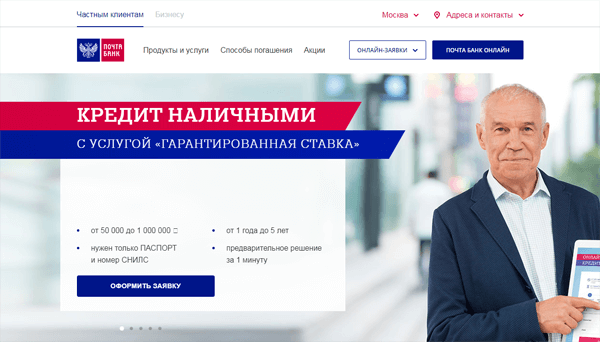 Частным клиентам
Бизнесу
Москва
Адреса и контакты
ПОЧТА
БАНК
Продукты и услуги
Способы погашения
Акции
ОНЛАЙН-ЗАЯВКИ
ПОЧТА БАНК ОНЛАЙН
КРЕДИТ НАЛИЧНЫМИ
С УСЛУГОЙ «ГАРАНТИРОВАННАЯ СТАВКА»
от 50 000 до 1 000 000
от 1 года до 5 лет
нужен только ПАСПОРТ
и номер СНИЛС
предварительное решение
за 1 минуту
ОФОРМИТЬ ЗАЯВКУ